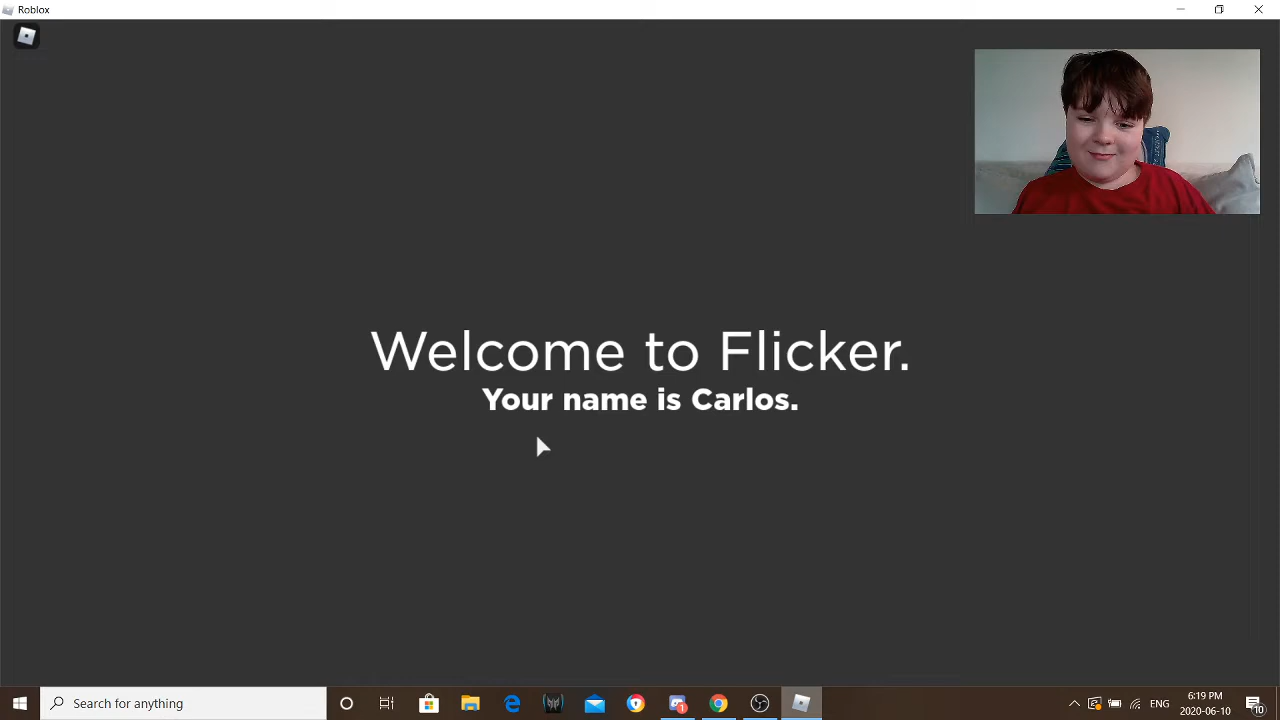 Roblox
Welcome to Flicker.
Your name is Carlos.
Search for anything
ENG
6:19 PM
2020-06-10